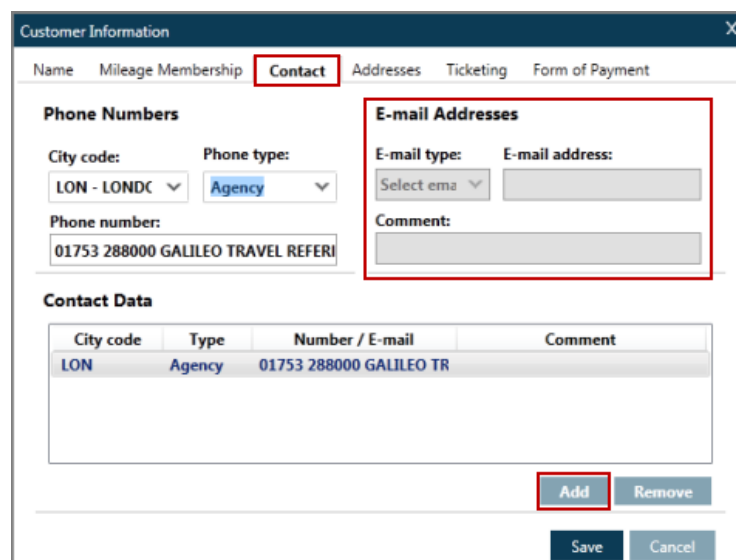 Customer Information X
Name Mileage Membership Contact Addresses Ticketing Form of Payment
Phone Numbers
City code: Phone type:
LON - LONDC Agency
Phone number:
01753 288000 GALILEO TRAVEL REFERI
E-mail Addresses
E-mail type: E-mail address:
Select ema
Comment:
Contact Data
City code Type Number / E-mail Comment
LON Agency 01753 288000 GALILEO TR
Add Remove
Save Cancel